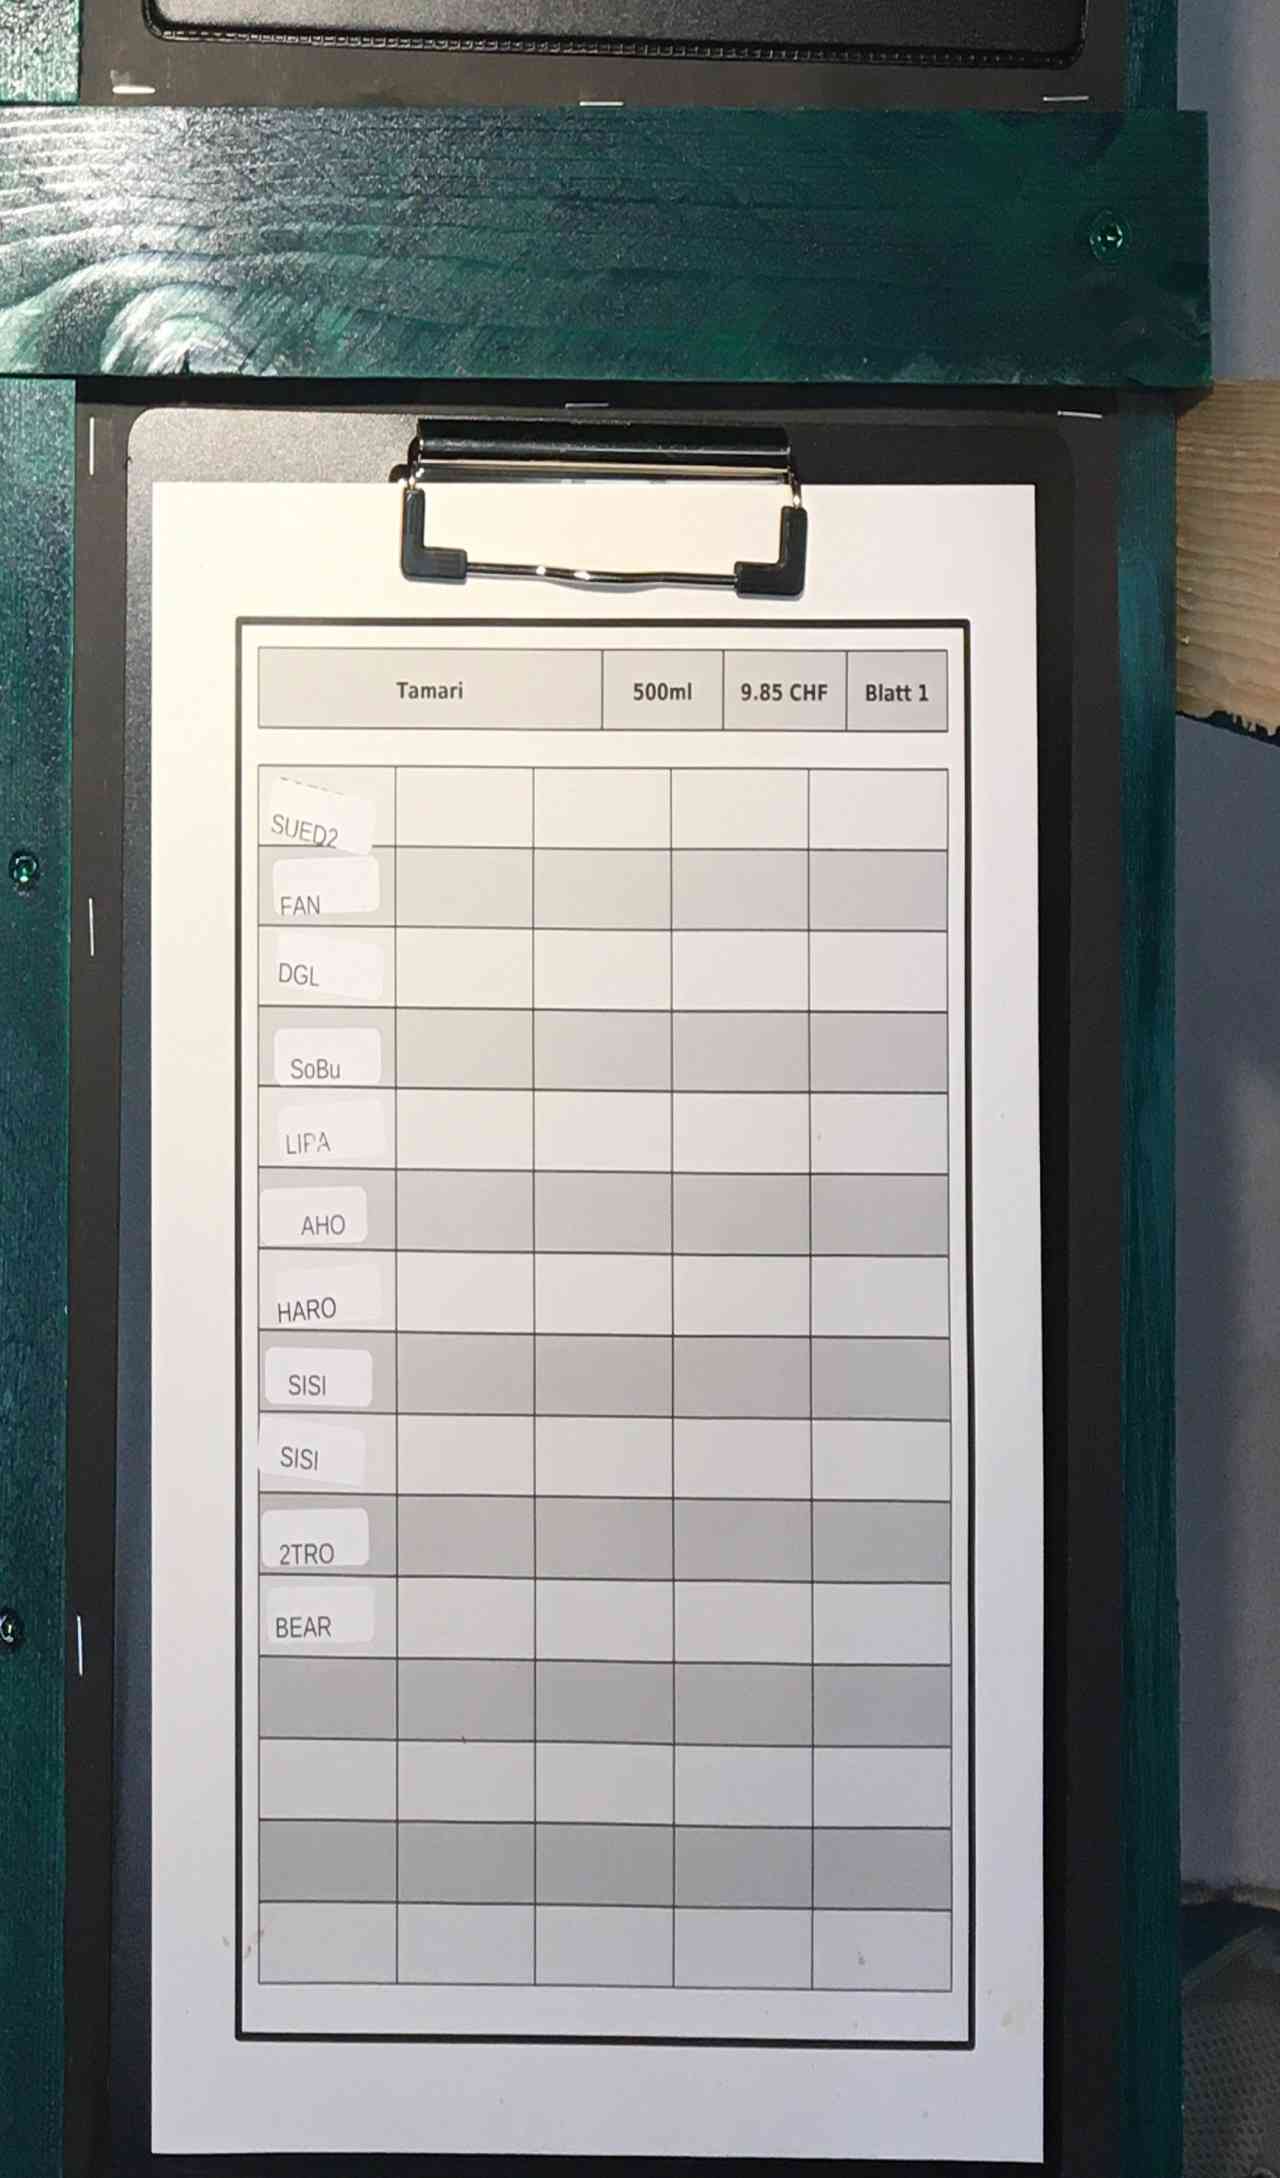 Tamari 500ml 9.85 CHF Blatt 1
SUED2
FAN
DGL
SoBu
LIPA
AHO
HARO
SISI
SISI
2TRO
BEAR